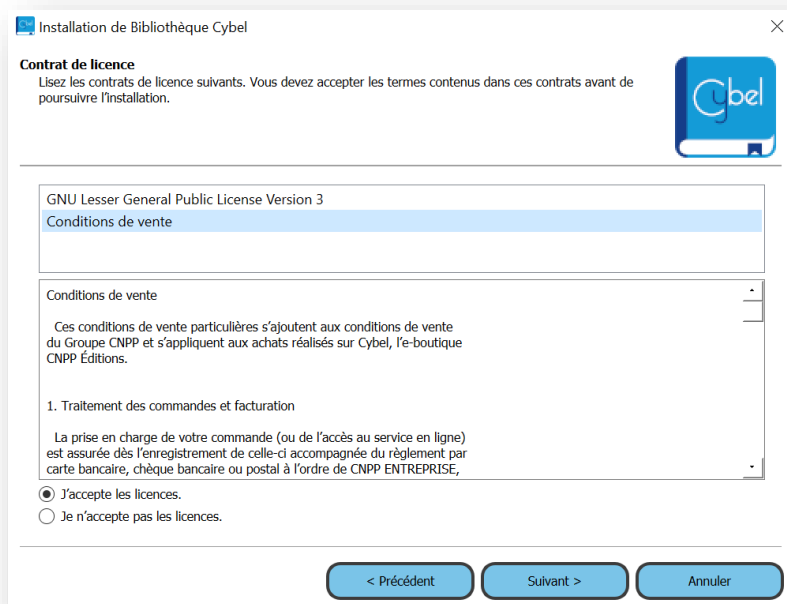 Installation de Bibliothèque Cybel
Contrat de licence
Lisez les contrats de licence suivants. Vous devez accepter les termes contenus dans ces contrats avant de
poursuivre l'installation.
Cybel
GNU Lesser General Public License Version 3
Conditions de vente
Conditions de vente
Ces conditions de vente particulières s'ajoutent aux conditions de vente
du Groupe CNPP et s'appliquent aux achats réalisés sur Cybel, l'e-boutique
CNPP Éditions.
1. Traitement des commandes et facturation
La prise en charge de votre commande (ou de l'accès au service en ligne)
est assurée dès l'enregistrement de celle-ci accompagnée du règlement par
carte bancaire, chèque bancaire ou postal à l'ordre de CNPP ENTREPRISE,
J'accepte les licences.
Je n'accepte pas les licences.
< Précédent
Suivant >
Annuler